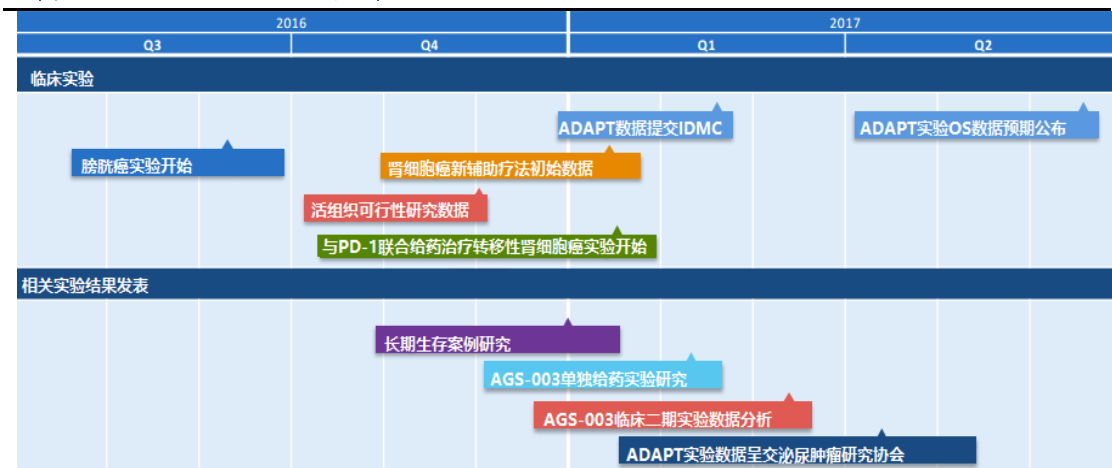 2016
2017
Q3
Q4
Q1
Q2
临床实验
ADAPT数据提交IDMC
ADAPT实验OS数据预期公布
膀胱癌实验开始
肾细胞癌新辅助疗法初始数据
活组织可行性研究数据
与PD-1联合给药治疗转移性肾细胞癌实验开始
相关实验结果发表
长期生存案例研究
AGS-003单独给药实验研究
AGS-003临床二期实验数据分析
ADAPT实验数据呈交泌尿肿瘤研究协会